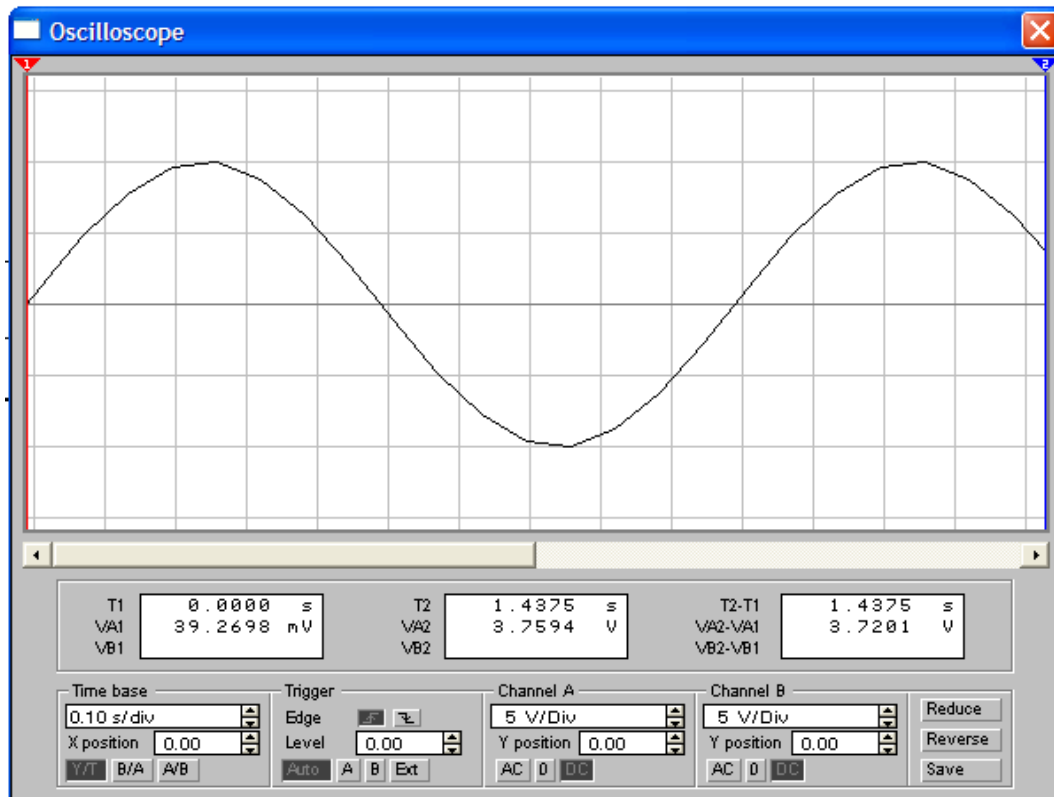 Oscilloscope
1 2
T1 0.0000 s T2 1.4375 s T2-T1 1.4375 s
VA1 39.2698 mV VA2 3.7594 V VA2-VA1 3.7201 V
VB1 VB2 VB2-VB1
Time base Trigger Channel A Channel B
0.10 s/div Edge 5 V/Div 5 V/Div Reduce
X position 0.00 Level 0.00 Y position 0.00 Y position 0.00 Reverse
Y/T B/A A/B Auto A B Ext AC 0 DC AC 0 DC Save